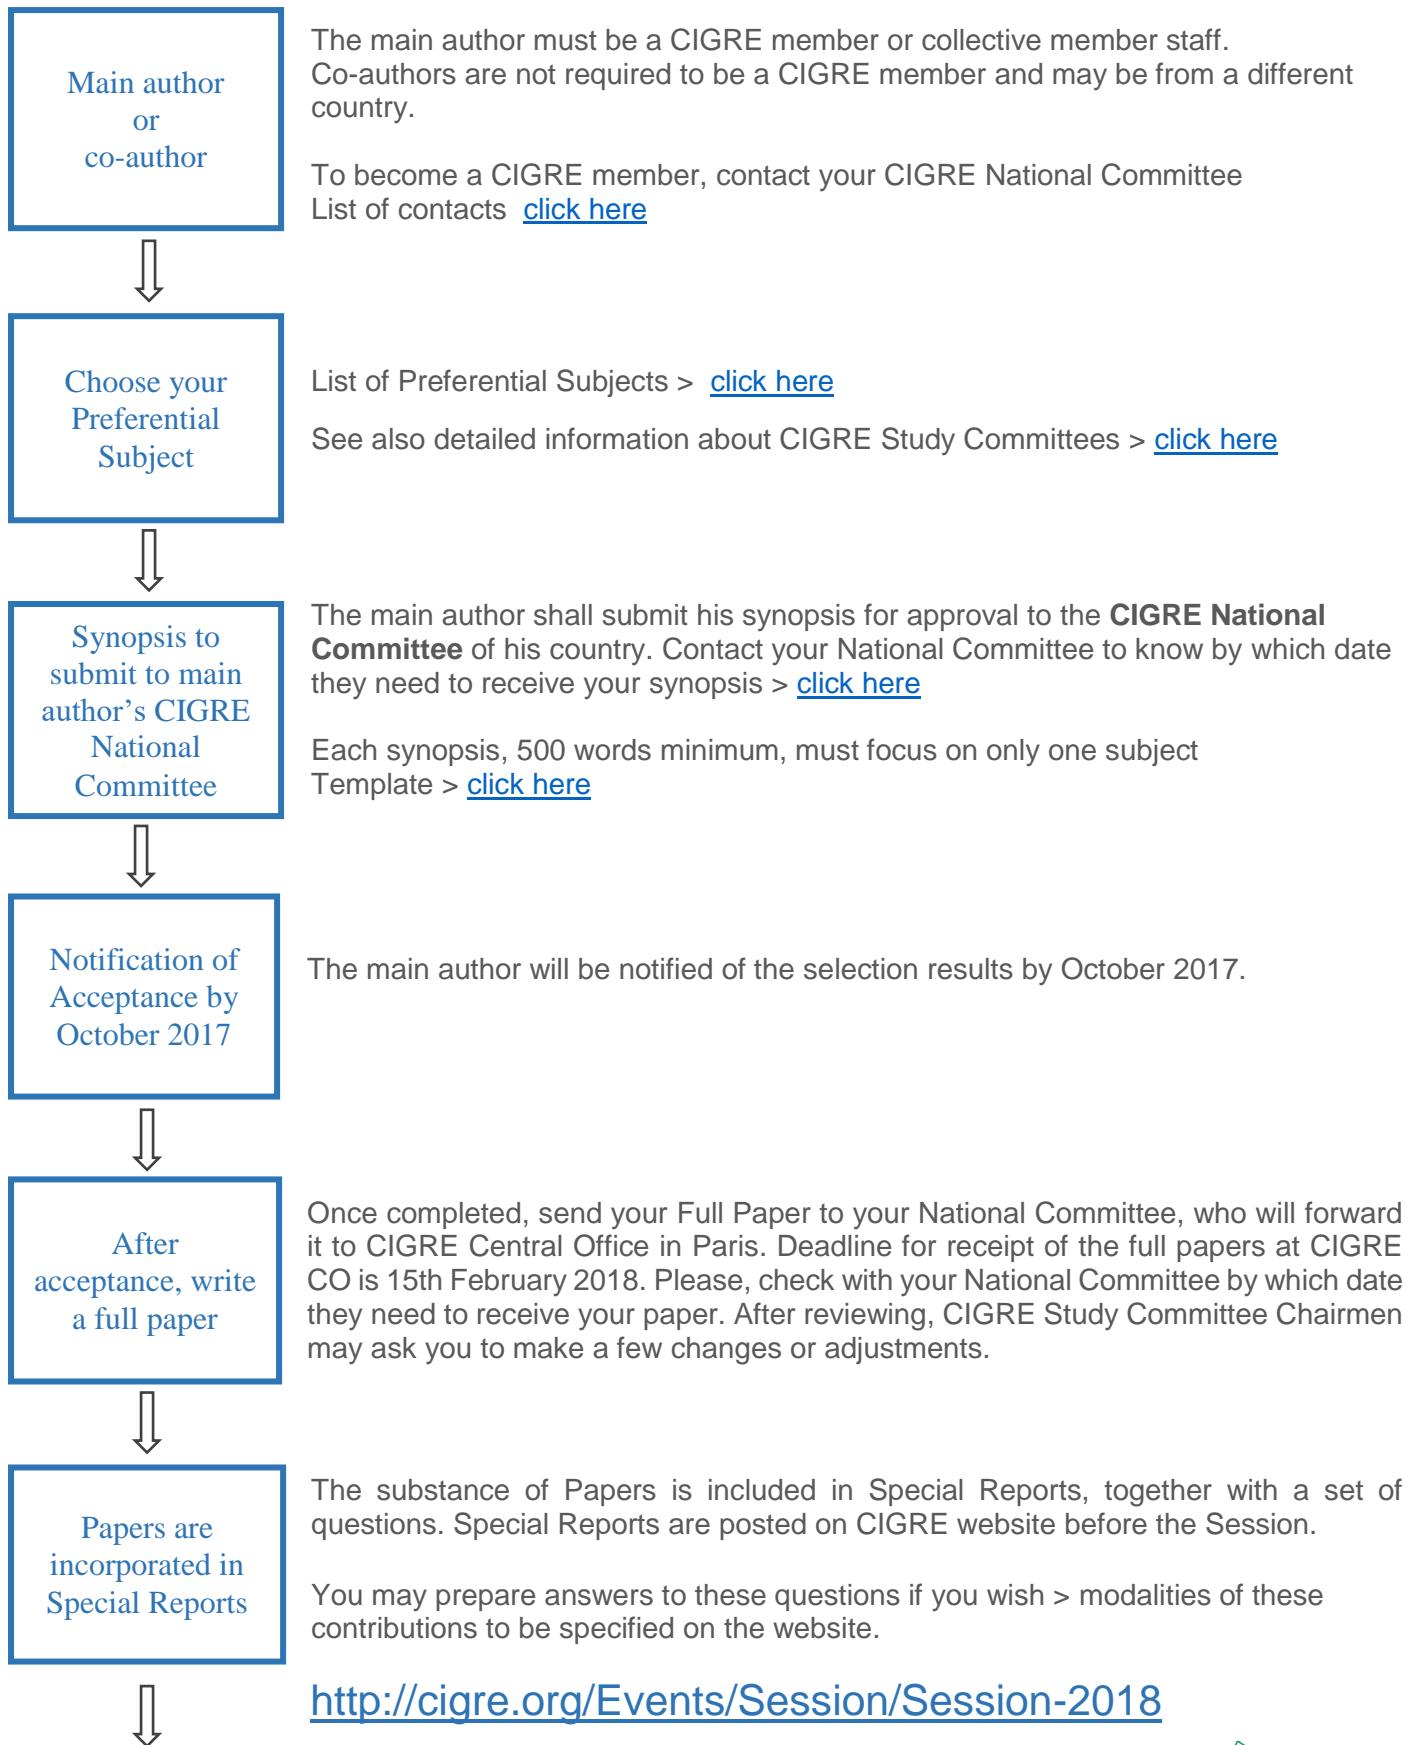 Main author
or
co-author
The main author must be a CIGRE member or collective member staff.
Co-authors are not required to be a CIGRE member and may be from a different
country.
To become a CIGRE member, contact your CIGRE National Committee
List of contacts  click here
Choose your
Preferential
Subject
List of Preferential Subjects >  click here
See also detailed information about CIGRE Study Committees > click here
Synopsis to
submit to main
author’s CIGRE
National
Committee
The main author shall submit his synopsis for approval to the CIGRE National
Committee of his country. Contact your National Committee to know by which date
they need to receive your synopsis > click here
Each synopsis, 500 words minimum, must focus on only one subject
Template > click here
Notification of
Acceptance by
October 2017
The main author will be notified of the selection results by October 2017.
After
acceptance, write
a full paper
Once completed, send your Full Paper to your National Committee, who will forward
it to CIGRE Central Office in Paris. Deadline for receipt of the full papers at CIGRE
CO is 15th February 2018. Please, check with your National Committee by which date
they need to receive your paper. After reviewing, CIGRE Study Committee Chairmen
may ask you to make a few changes or adjustments.
Papers are
incorporated in
Special Reports
The substance of Papers is included in Special Reports, together with a set of
questions. Special Reports are posted on CIGRE website before the Session.
You may prepare answers to these questions if you wish > modalities of these
contributions to be specified on the website.
http://cigre.org/Events/Session/Session-2018